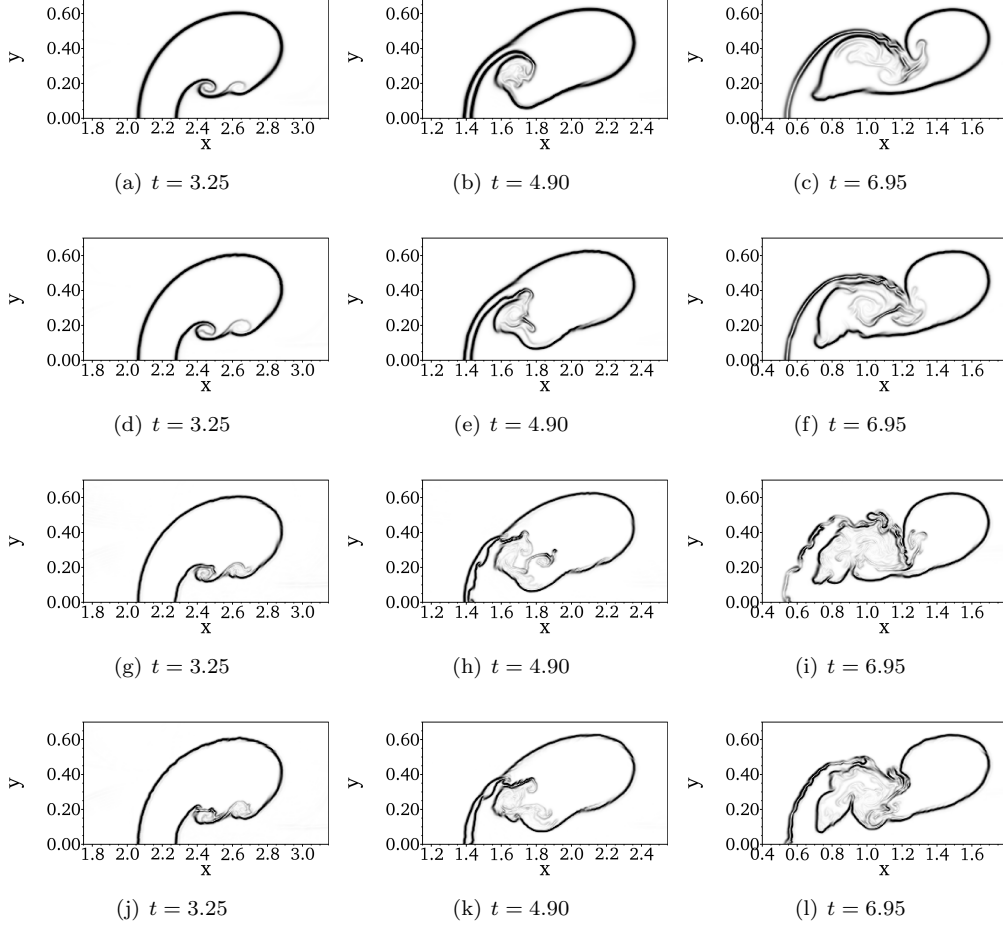 y 0.60 0.40 0.20 0.00 1.8 2.0 2.2 2.4 2.6 2.8 3.0 x
y 0.60 0.40 0.20 0.00 1.2 1.4 1.6 1.8 2.0 2.2 2.4 x
y 0.60 0.40 0.20 0.00 0.4 0.6 0.8 1.0 1.2 1.4 1.6 x
(a) t = 3.25 (b) t = 4.90 (c) t = 6.95
y 0.60 0.40 0.20 0.00 1.8 2.0 2.2 2.4 2.6 2.8 3.0 x
y 0.60 0.40 0.20 0.00 1.2 1.4 1.6 1.8 2.0 2.2 2.4 x
y 0.60 0.40 0.20 0.00 0.4 0.6 0.8 1.0 1.2 1.4 1.6 x
(d) t = 3.25 (e) t = 4.90 (f) t = 6.95
y 0.60 0.40 0.20 0.00 1.8 2.0 2.2 2.4 2.6 2.8 3.0 x
y 0.60 0.40 0.20 0.00 1.2 1.4 1.6 1.8 2.0 2.2 2.4 x
y 0.60 0.40 0.20 0.00 0.4 0.6 0.8 1.0 1.2 1.4 1.6 x
(g) t = 3.25 (h) t = 4.90 (i) t = 6.95
y 0.60 0.40 0.20 0.00 1.8 2.0 2.2 2.4 2.6 2.8 3.0 x
y 0.60 0.40 0.20 0.00 1.2 1.4 1.6 1.8 2.0 2.2 2.4 x
y 0.60 0.40 0.20 0.00 0.4 0.6 0.8 1.0 1.2 1.4 1.6 x
(j) t = 3.25 (k) t = 4.90 (l) t = 6.95